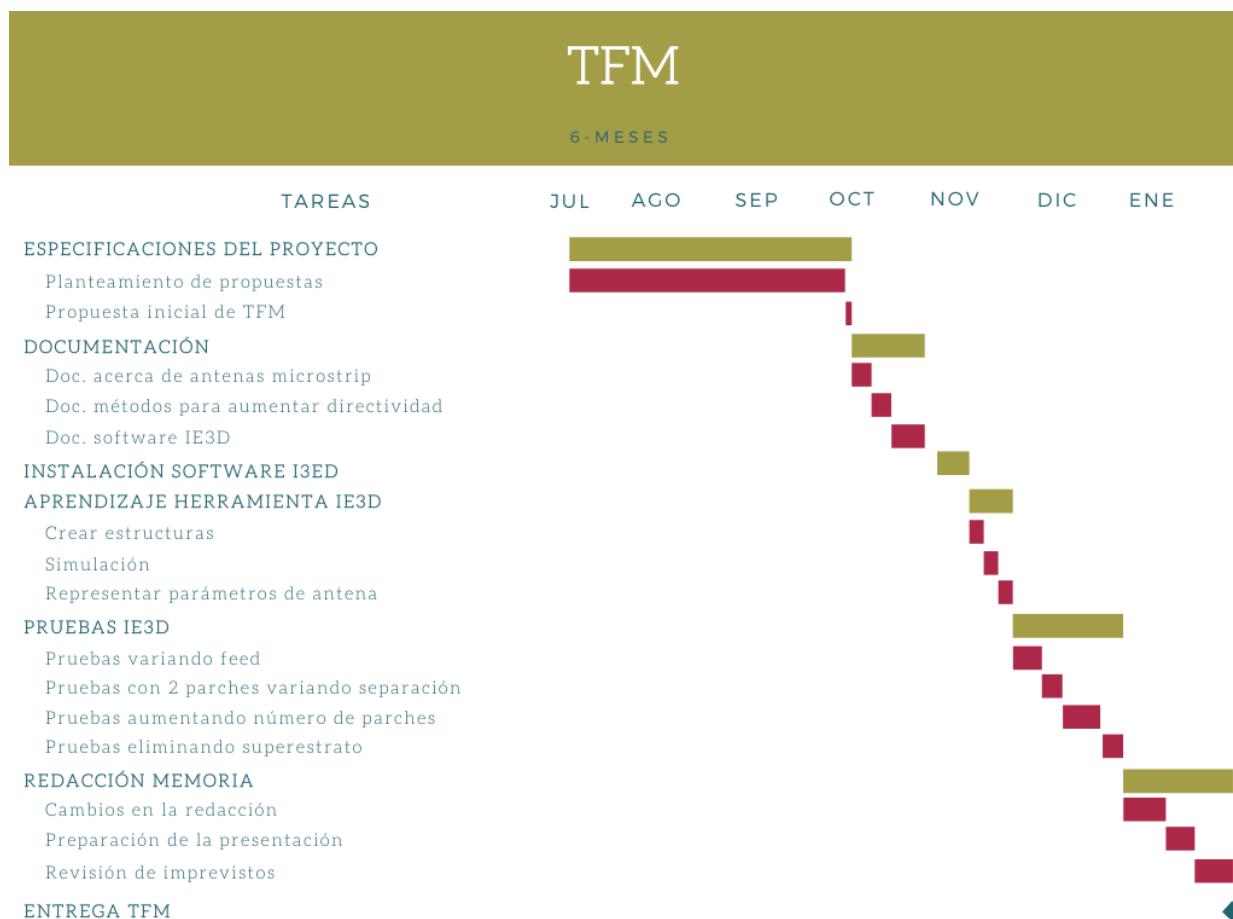 TFM
6-MESES
TAREAS JUL AGO SEP OCT NOV DIC ENE
ESPECIFICACIONES DEL PROYECTO
Planteamiento de propuestas
Propuesta inicial de TFM
DOCUMENTACIÓN
Doc. acerca de antenas microstrip
Doc. métodos para aumentar directividad
Doc. software IE3D
INSTALACIÓN SOFTWARE I3ED
APRENDIZAJE HERRAMIENTA IE3D
Crear estructuras
Simulación
Representar parámetros de antena
PRUEBAS IE3D
Pruebas variando feed
Pruebas con 2 parches variando separación
Pruebas aumentando número de parches
Pruebas eliminando superestrato
REDACCIÓN MEMORIA
Cambios en la redacción
Preparación de la presentación
Revisión de imprevistos
ENTREGA TFM